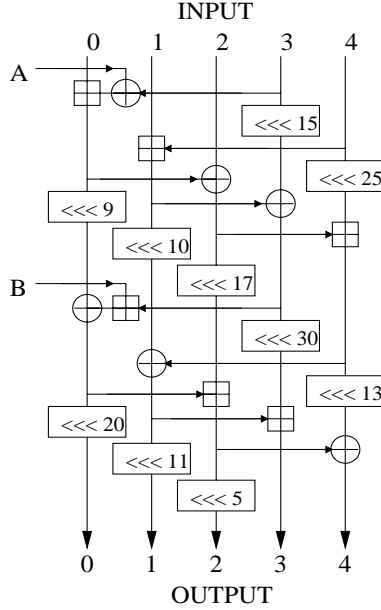 INPUT
0 1 2 3 4
A
<<< 15
<<< 25
<<< 9
<<< 10
<<< 17
B
<<< 30
<<< 13
<<< 20
<<< 11
<<< 5
0 1 2 3 4
OUTPUT